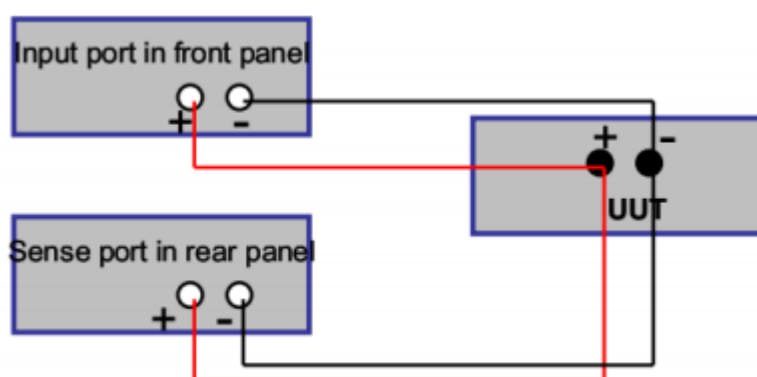 Input port in front panel
+ -
+ -
UUT
Sense port in rear panel
+ -